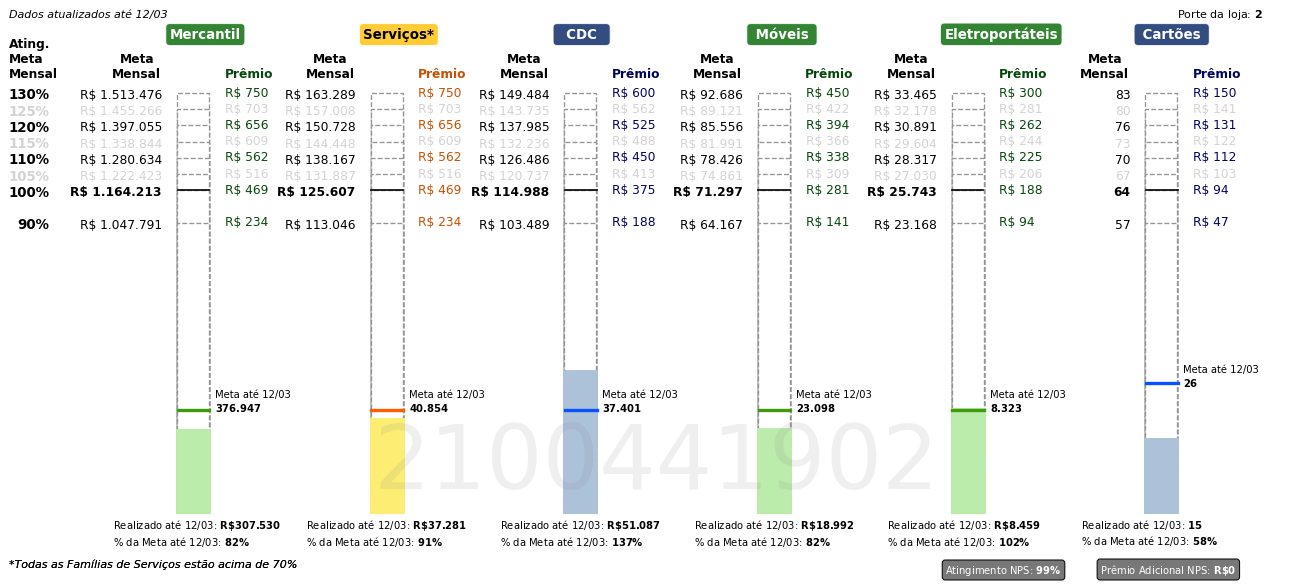 Dados atualizados até 12/03 Porte da loja: 2
Mercantil Serviços* CDC Móveis Eletroportáteis Cartões
Ating. Meta Mensal Meta Mensal Prêmio Meta Mensal Prêmio Meta Mensal Prêmio Meta Mensal Prêmio Meta Mensal Prêmio Meta Mensal Prêmio
130% R$ 1.513.476 R$ 750 R$ 163.289 R$ 750 R$ 149.484 R$ 600 R$ 92.686 R$ 450 R$ 33.465 R$ 300 83 R$ 150
125% R$ 1.455.266 R$ 703 R$ 157.008 R$ 703 R$ 143.735 R$ 562 R$ 89.121 R$ 422 R$ 32.178 R$ 281 80 R$ 141
120% R$ 1.397.055 R$ 656 R$ 150.728 R$ 656 R$ 137.985 R$ 525 R$ 85.556 R$ 394 R$ 30.891 R$ 262 76 R$ 131
115% R$ 1.338.844 R$ 609 R$ 144.448 R$ 609 R$ 132.236 R$ 488 R$ 81.991 R$ 366 R$ 29.604 R$ 244 73 R$ 122
110% R$ 1.280.634 R$ 562 R$ 138.167 R$ 562 R$ 126.486 R$ 450 R$ 78.426 R$ 338 R$ 28.317 R$ 225 70 R$ 112
105% R$ 1.222.423 R$ 516 R$ 131.887 R$ 516 R$ 120.737 R$ 413 R$ 74.861 R$ 309 R$ 27.030 R$ 206 67 R$ 103
100% R$ 1.164.213 R$ 469 R$ 125.607 R$ 469 R$ 114.988 R$ 375 R$ 71.297 R$ 281 R$ 25.743 R$ 188 64 R$ 94
90% R$ 1.047.791 R$ 234 R$ 113.046 R$ 234 R$ 103.489 R$ 188 R$ 64.167 R$ 141 R$ 23.168 R$ 94 57 R$ 47
Meta até 12/03
26
Meta até 12/03 Meta até 12/03 Meta até 12/03 Meta até 12/03 Meta até 12/03
376.947 40.854 37.401 23.098 8.323
2100441902
Realizado até 12/03: R$307.530 Realizado até 12/03: R$37.281 Realizado até 12/03: R$51.087 Realizado até 12/03: R$18.992 Realizado até 12/03: R$8.459 Realizado até 12/03: 15
% da Meta até 12/03: 82% % da Meta até 12/03: 91% % da Meta até 12/03: 137% % da Meta até 12/03: 82% % da Meta até 12/03: 102% % da Meta até 12/03: 58%
*Todas as Famílias de Serviços estão acima de 70% Atingimento NPS: 99% Prêmio Adicional NPS: R$0